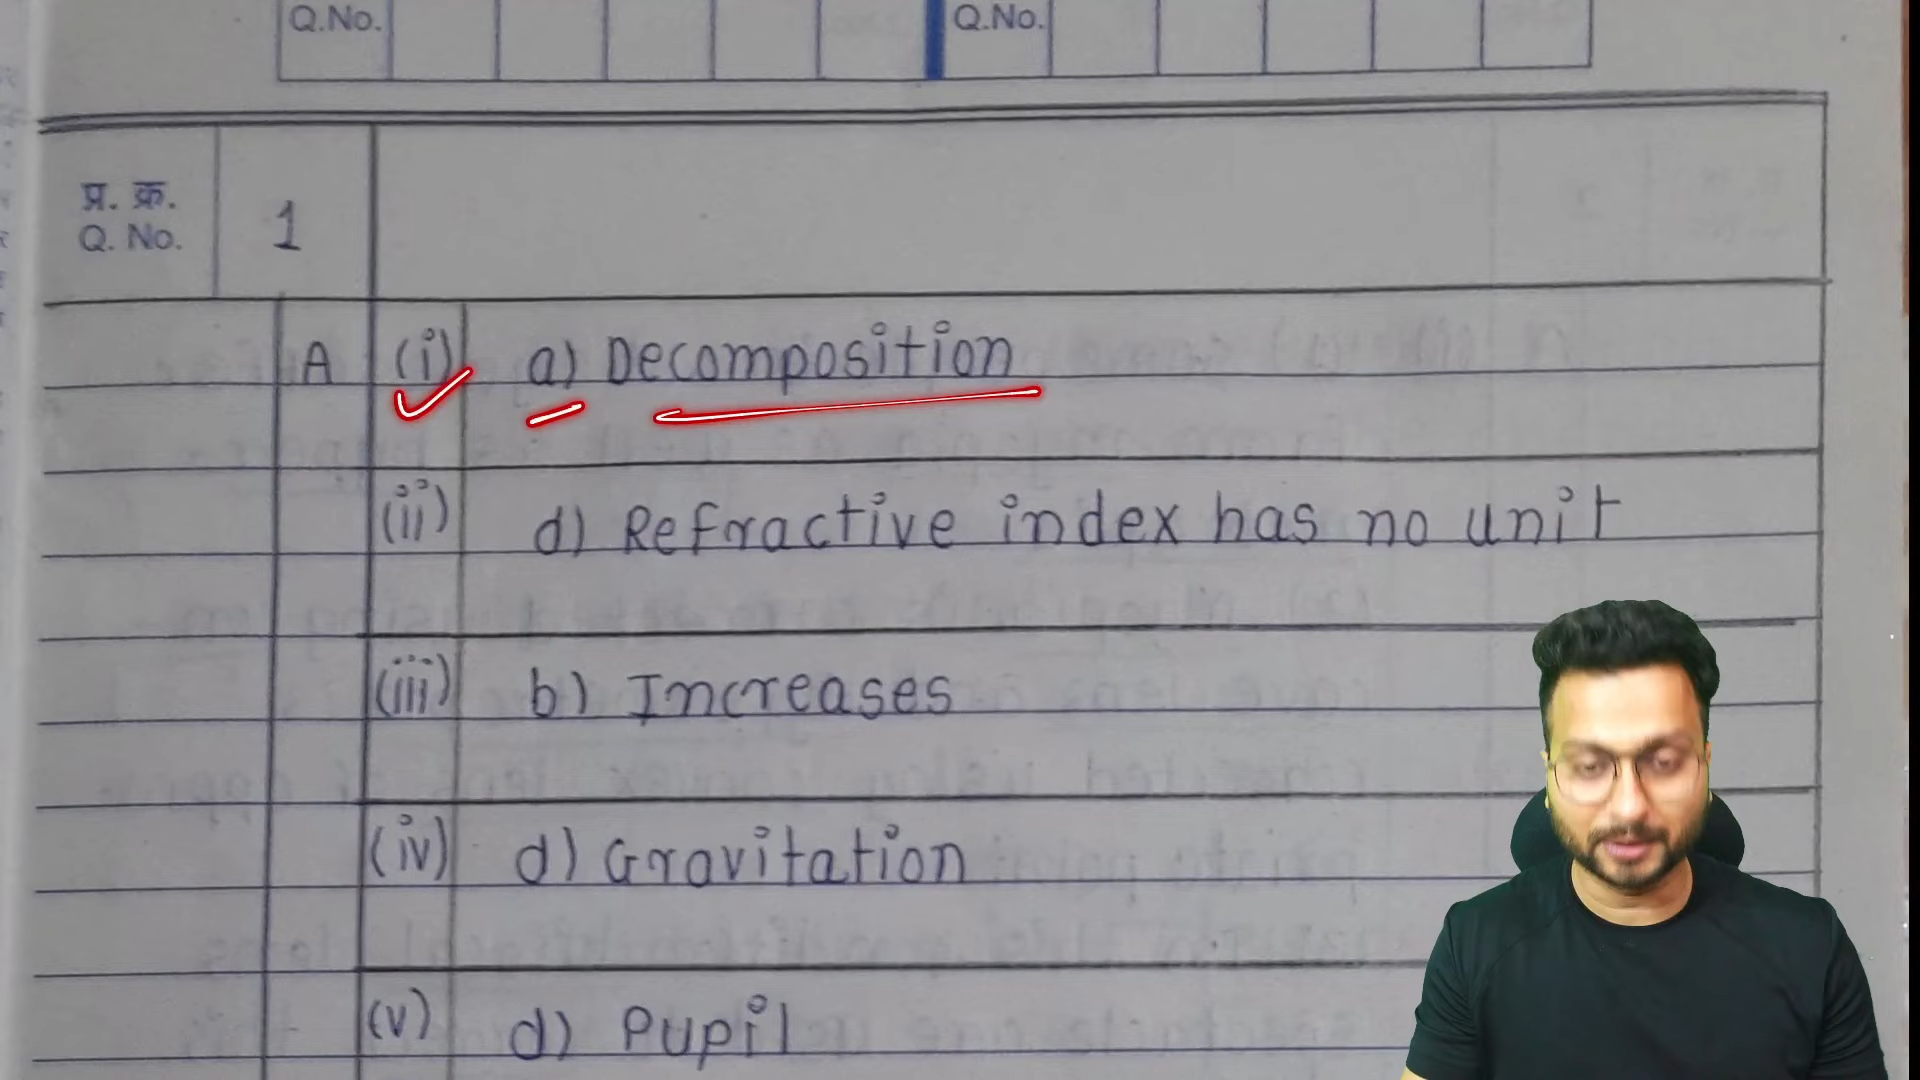 Q.No. Q.No.
प्र. क्र.
Q. No. 1
A (i) a) Decomposition
(ii) d) Refractive index has no unit
(iii) b) Increases
(iv) d) Gravitation
(v) d) Pupil